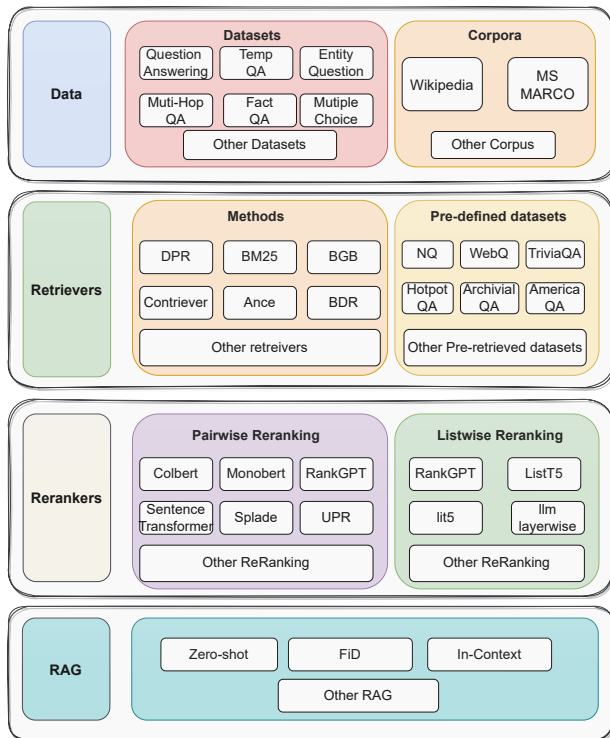 Data
Datasets
Question
Answering
Temp
QA
Entity
Question
Muti-Hop
QA
Fact
QA
Mutiple
Choice
Other Datasets
Corpora
Wikipedia
MS
MARCO
Other Corpus
Retrievers
Methods
DPR
BM25
BGB
Contriever
Ance
BDR
Other retreivers
Pre-defined datasets
NQ
WebQ
TriviaQA
Hotpot
QA
Archivial
QA
America
QA
Other Pre-retrieved datasets
Rerankers
Pairwise Reranking
Colbert
Monobert
RankGPT
Sentence
Transformer
Splade
UPR
Other ReRanking
Listwise Reranking
RankGPT
ListT5
lit5
llm
layerwise
Other ReRanking
RAG
Zero-shot
FiD
In-Context
Other RAG